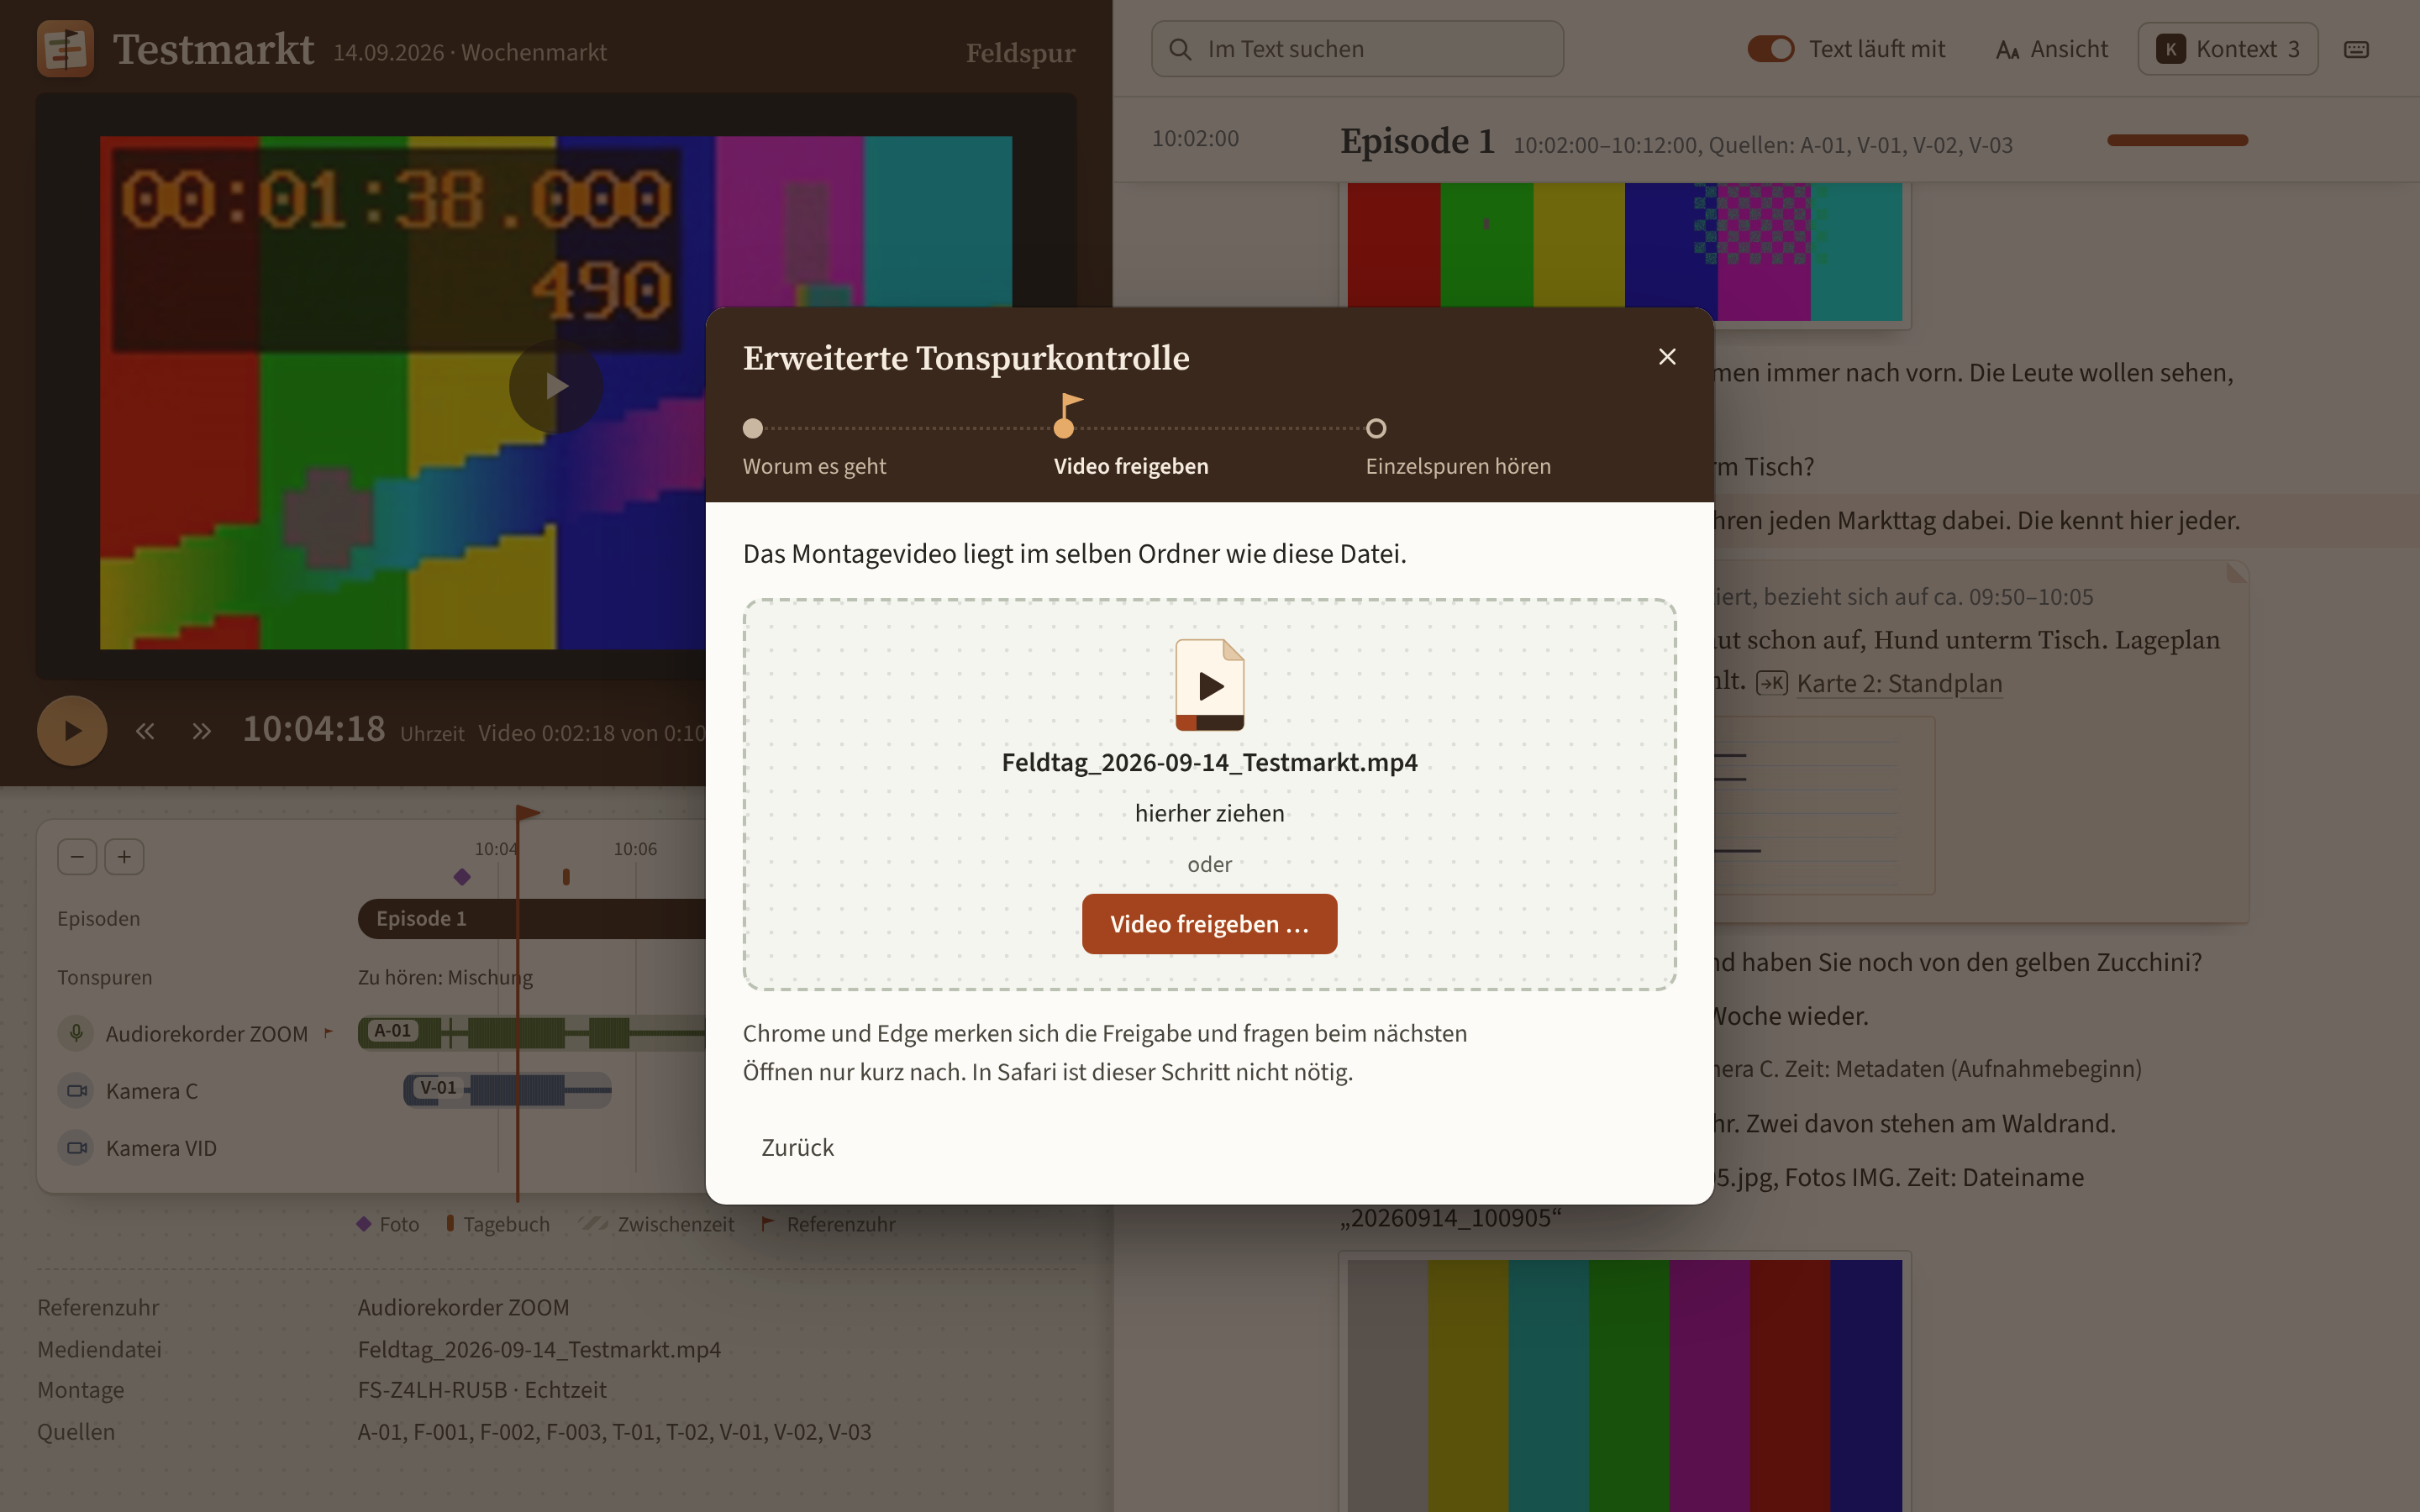 Testmarkt 14.09.2026 · Wochenmarkt
Feldspur
00:01:38.000
490
10:04:18 Uhrzeit Video 0:02:18 von 0:10
10:04 10:06
Episoden
Episode 1
Tonspuren
Zu hören: Mischung
Audiorekorder ZOOM
A-01
Kamera C
V-01
Kamera VID
Foto Tagebuch Zwischenzeit Referenzuhr
Referenzuhr Audiorekorder ZOOM
Mediendatei Feldtag_2026-09-14_Testmarkt.mp4
Montage FS-Z4LH-RU5B · Echtzeit
Quellen A-01, F-001, F-002, F-003, T-01, T-02, V-01, V-02, V-03
Im Text suchen
Text läuft mit
Ansicht
K Kontext 3
10:02:00
Episode 1 10:02:00–10:12:00, Quellen: A-01, V-01, V-02, V-03
Erweiterte Tonspurkontrolle
Worum es geht
Video freigeben
Einzelspuren hören
Das Montagevideo liegt im selben Ordner wie diese Datei.
Feldtag_2026-09-14_Testmarkt.mp4
hierher ziehen
oder
Video freigeben …
Chrome und Edge merken sich die Freigabe und fragen beim nächsten
Öffnen nur kurz nach. In Safari ist dieser Schritt nicht nötig.
Zurück
immer nach vorn. Die Leute wollen sehen,
Tisch?
jeden Markttag dabei. Die kennt hier jeder.
bezieht sich auf ca. 09:50–10:05
schon auf, Hund unterm Tisch. Lageplan
→K Karte 2: Standplan
haben Sie noch von den gelben Zucchini?
Woche wieder.
C. Zeit: Metadaten (Aufnahmebeginn)
Zwei davon stehen am Waldrand.
5.jpg, Fotos IMG. Zeit: Dateiname
„20260914_100905“